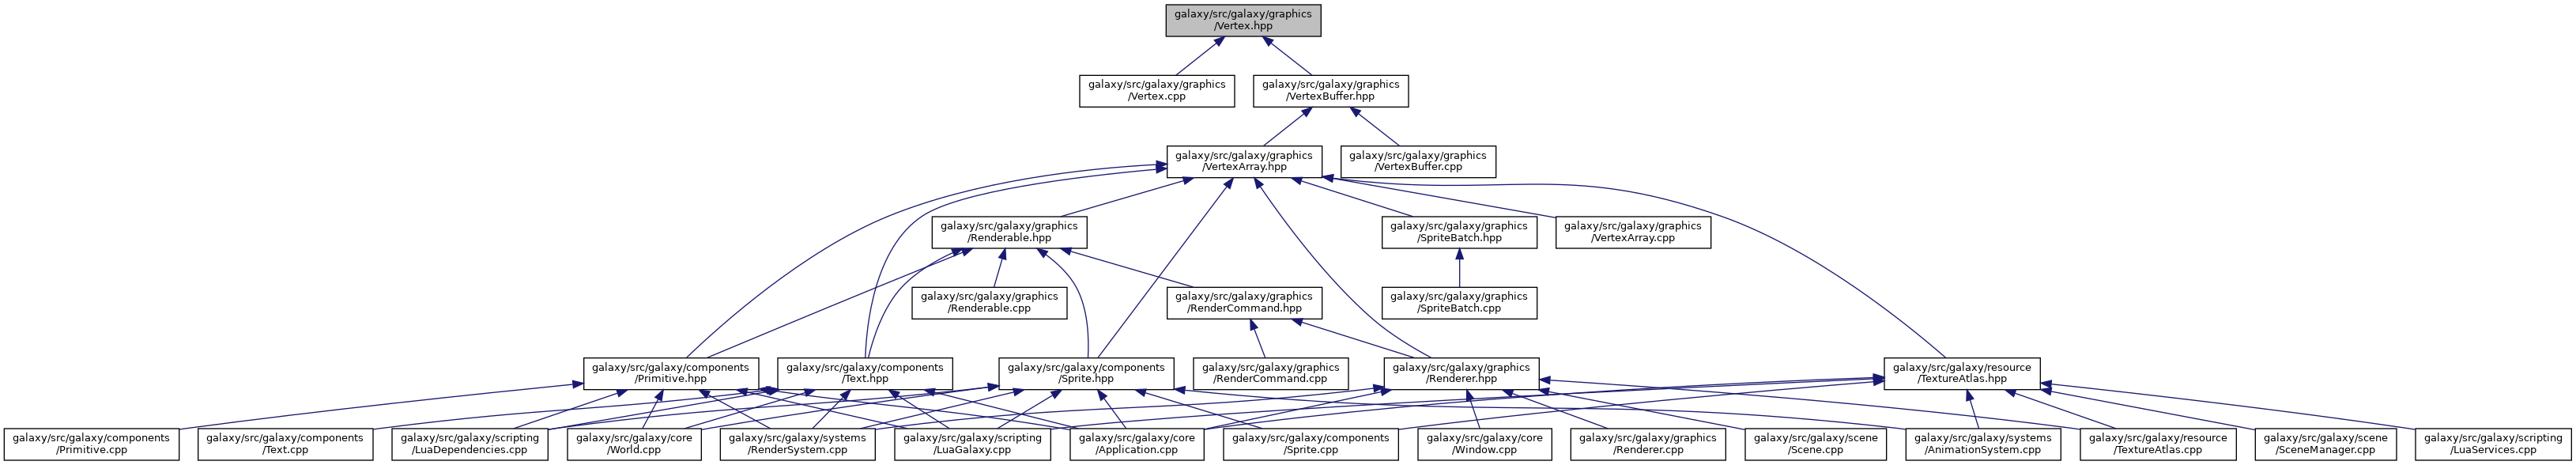 galaxy/src/galaxy/graphics
/Vertex.hpp
galaxy/src/galaxy/graphics
/Vertex.cpp
galaxy/src/galaxy/graphics
/VertexBuffer.hpp
galaxy/src/galaxy/graphics
/VertexArray.hpp
galaxy/src/galaxy/graphics
/VertexBuffer.cpp
galaxy/src/galaxy/graphics
/Renderable.hpp
galaxy/src/galaxy/graphics
/SpriteBatch.hpp
galaxy/src/galaxy/graphics
/VertexArray.cpp
galaxy/src/galaxy/graphics
/Renderable.cpp
galaxy/src/galaxy/graphics
/RenderCommand.hpp
galaxy/src/galaxy/graphics
/SpriteBatch.cpp
galaxy/src/galaxy/components
/Primitive.hpp
galaxy/src/galaxy/components
/Text.hpp
galaxy/src/galaxy/components
/Sprite.hpp
galaxy/src/galaxy/graphics
/RenderCommand.cpp
galaxy/src/galaxy/graphics
/Renderer.hpp
galaxy/src/galaxy/resource
/TextureAtlas.hpp
galaxy/src/galaxy/components
/Primitive.cpp
galaxy/src/galaxy/components
/Text.cpp
galaxy/src/galaxy/scripting
/LuaDependencies.cpp
galaxy/src/galaxy/core
/World.cpp
galaxy/src/galaxy/systems
/RenderSystem.cpp
galaxy/src/galaxy/scripting
/LuaGalaxy.cpp
galaxy/src/galaxy/core
/Application.cpp
galaxy/src/galaxy/components
/Sprite.cpp
galaxy/src/galaxy/core
/Window.cpp
galaxy/src/galaxy/graphics
/Renderer.cpp
galaxy/src/galaxy/scene
/Scene.cpp
galaxy/src/galaxy/systems
/AnimationSystem.cpp
galaxy/src/galaxy/resource
/TextureAtlas.cpp
galaxy/src/galaxy/scene
/SceneManager.cpp
galaxy/src/galaxy/scripting
/LuaServices.cpp